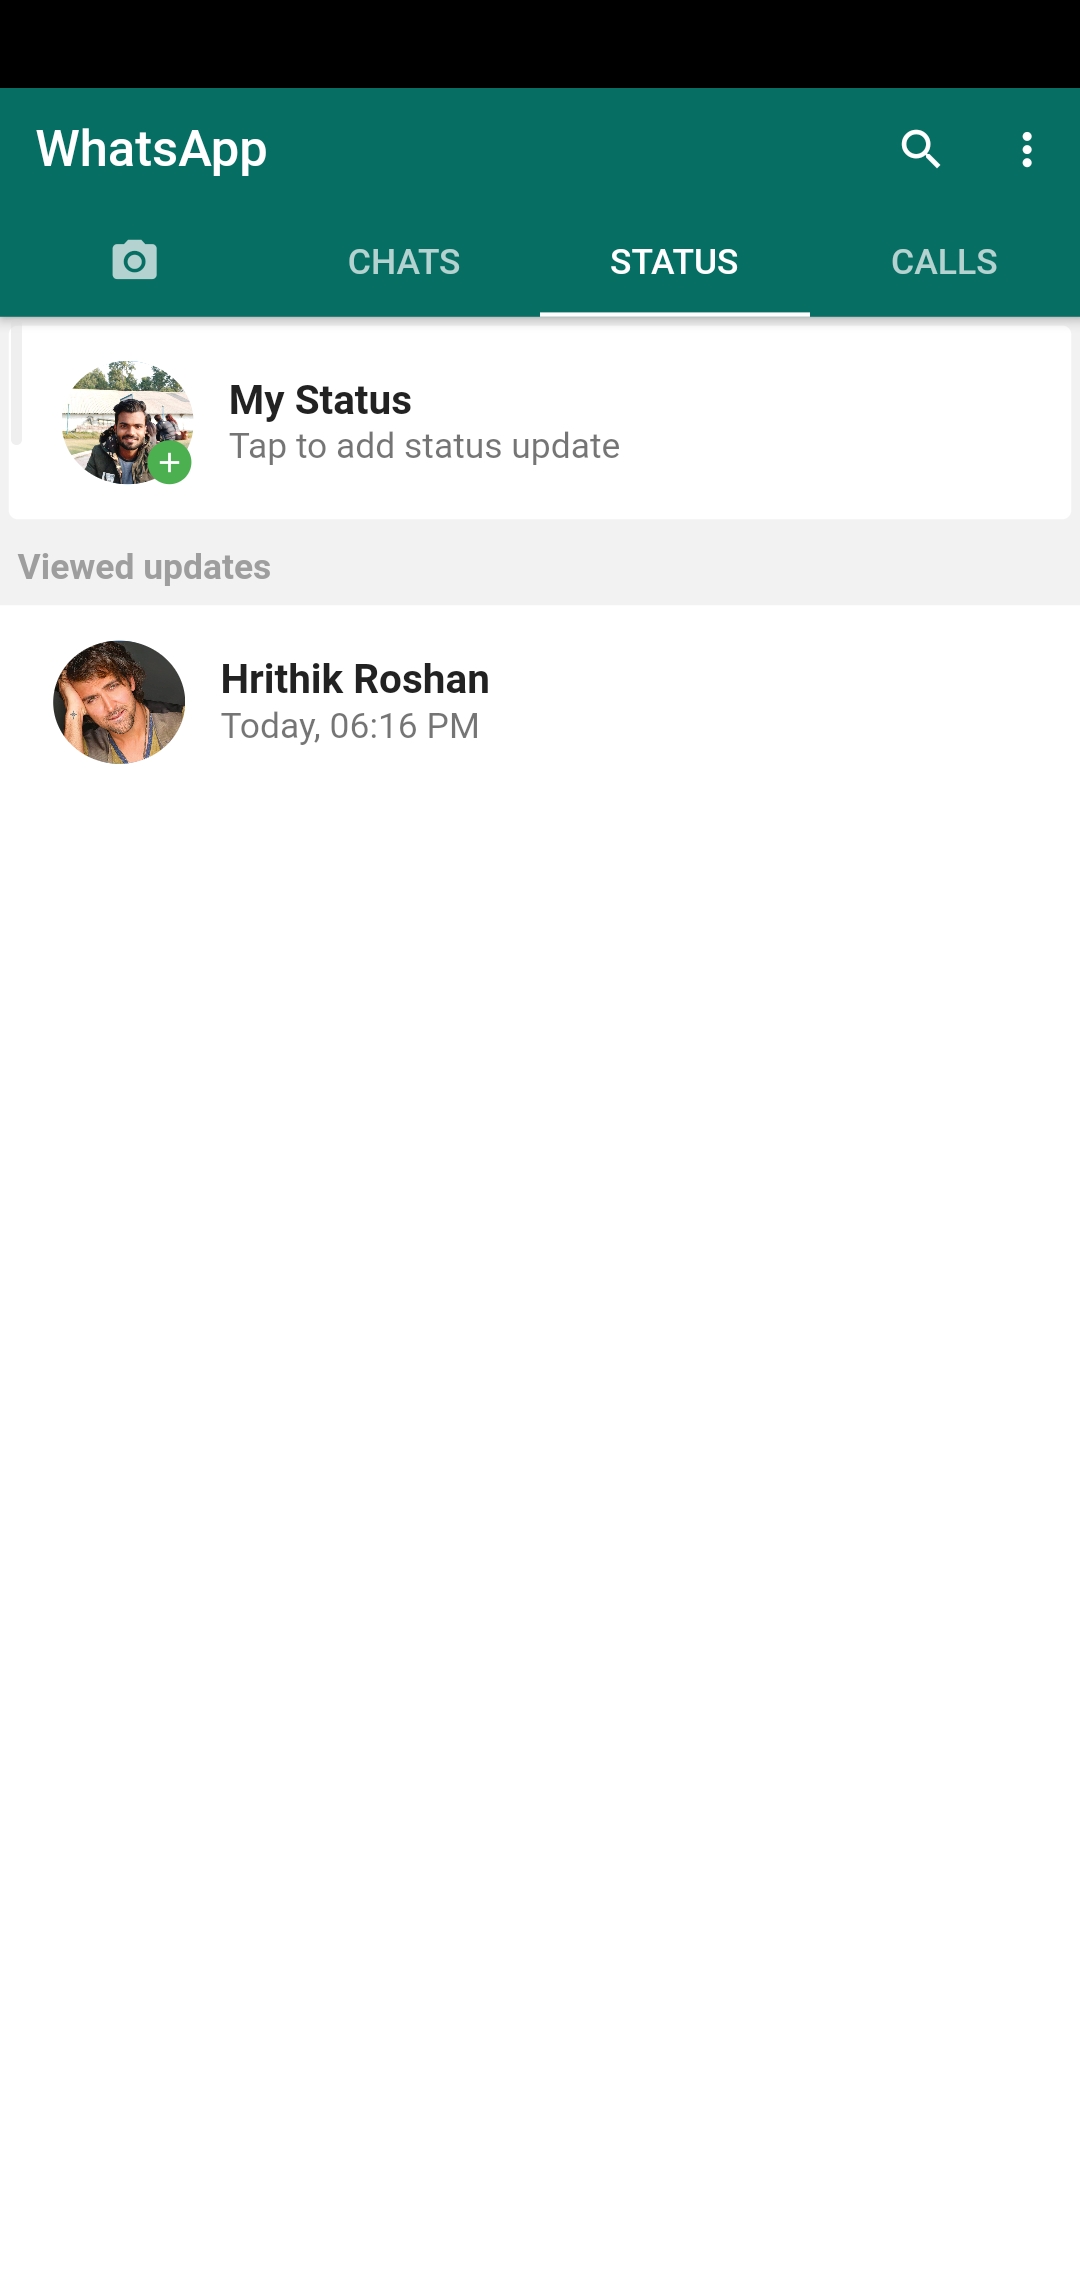 WhatsApp
CHATS STATUS CALLS
My Status
Tap to add status update
Viewed updates
Hrithik Roshan
Today, 06:16 PM